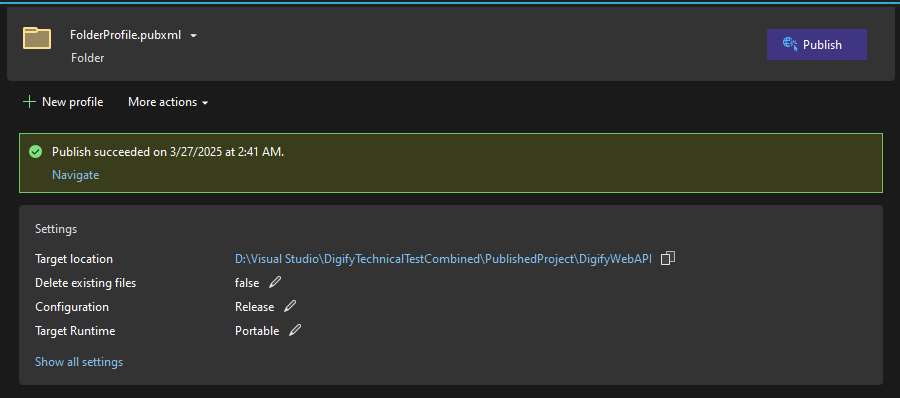 FolderProfile.pubxml
Folder
Publish
New profile
More actions
Publish succeeded on 3/27/2025 at 2:41 AM.
Navigate
Settings
Target location D:\Visual Studio\DigifyTechnicalTestCombined\PublishedProject\DigifyWebAPI
Delete existing files false
Configuration Release
Target Runtime Portable
Show all settings